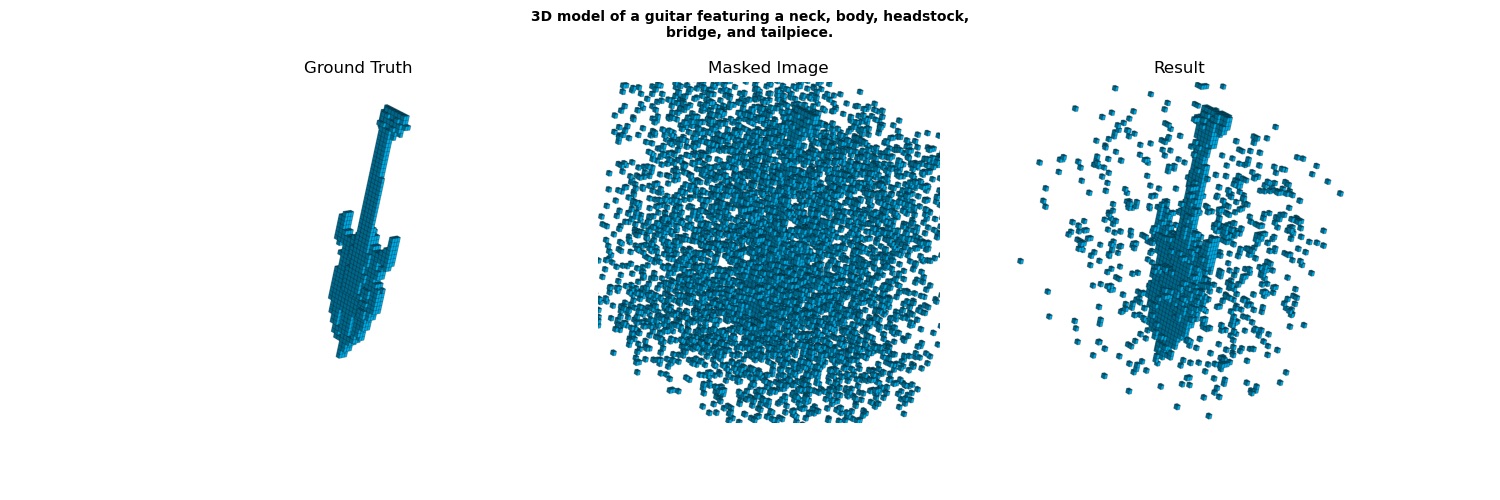 3D model of a guitar featuring a neck, body, headstock,
bridge, and tailpiece.
Ground Truth
Masked Image
Result